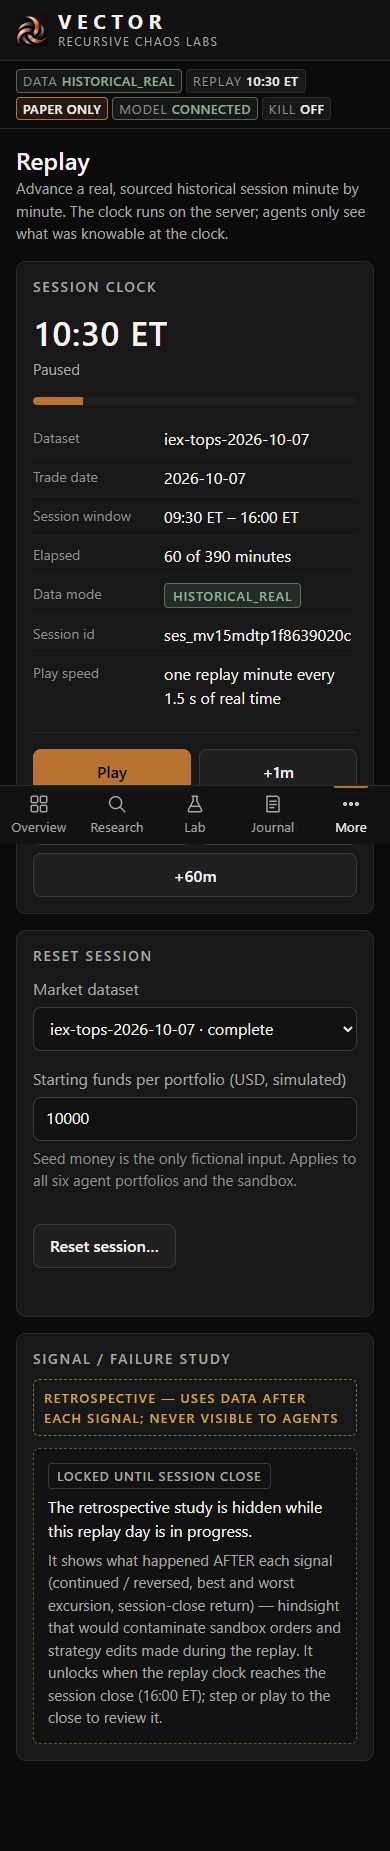 VECTOR
RECURSIVE CHAOS LABS
DATA HISTORICAL_REAL REPLAY 10:30 ET
PAPER ONLY MODEL CONNECTED KILL OFF
Replay
Advance a real, sourced historical session minute by
minute. The clock runs on the server; agents only see
what was knowable at the clock.
SESSION CLOCK
10:30 ET
Paused
Dataset iex-tops-2026-10-07
Trade date 2026-10-07
Session window 09:30 ET – 16:00 ET
Elapsed 60 of 390 minutes
Data mode HISTORICAL_REAL
Session id ses_mv15mdtp1f8639020c
Play speed one replay minute every
1.5 s of real time
Play +1m
Overview Research Lab Journal More
+60m
RESET SESSION
Market dataset
iex-tops-2026-10-07 · complete
Starting funds per portfolio (USD, simulated)
10000
Seed money is the only fictional input. Applies to
all six agent portfolios and the sandbox.
Reset session...
SIGNAL / FAILURE STUDY
RETROSPECTIVE — USES DATA AFTER
EACH SIGNAL; NEVER VISIBLE TO AGENTS
LOCKED UNTIL SESSION CLOSE
The retrospective study is hidden while
this replay day is in progress.
It shows what happened AFTER each signal
(continued / reversed, best and worst
excursion, session-close return) — hindsight
that would contaminate sandbox orders and
strategy edits made during the replay. It
unlocks when the replay clock reaches the
session close (16:00 ET); step or play to the
close to review it.